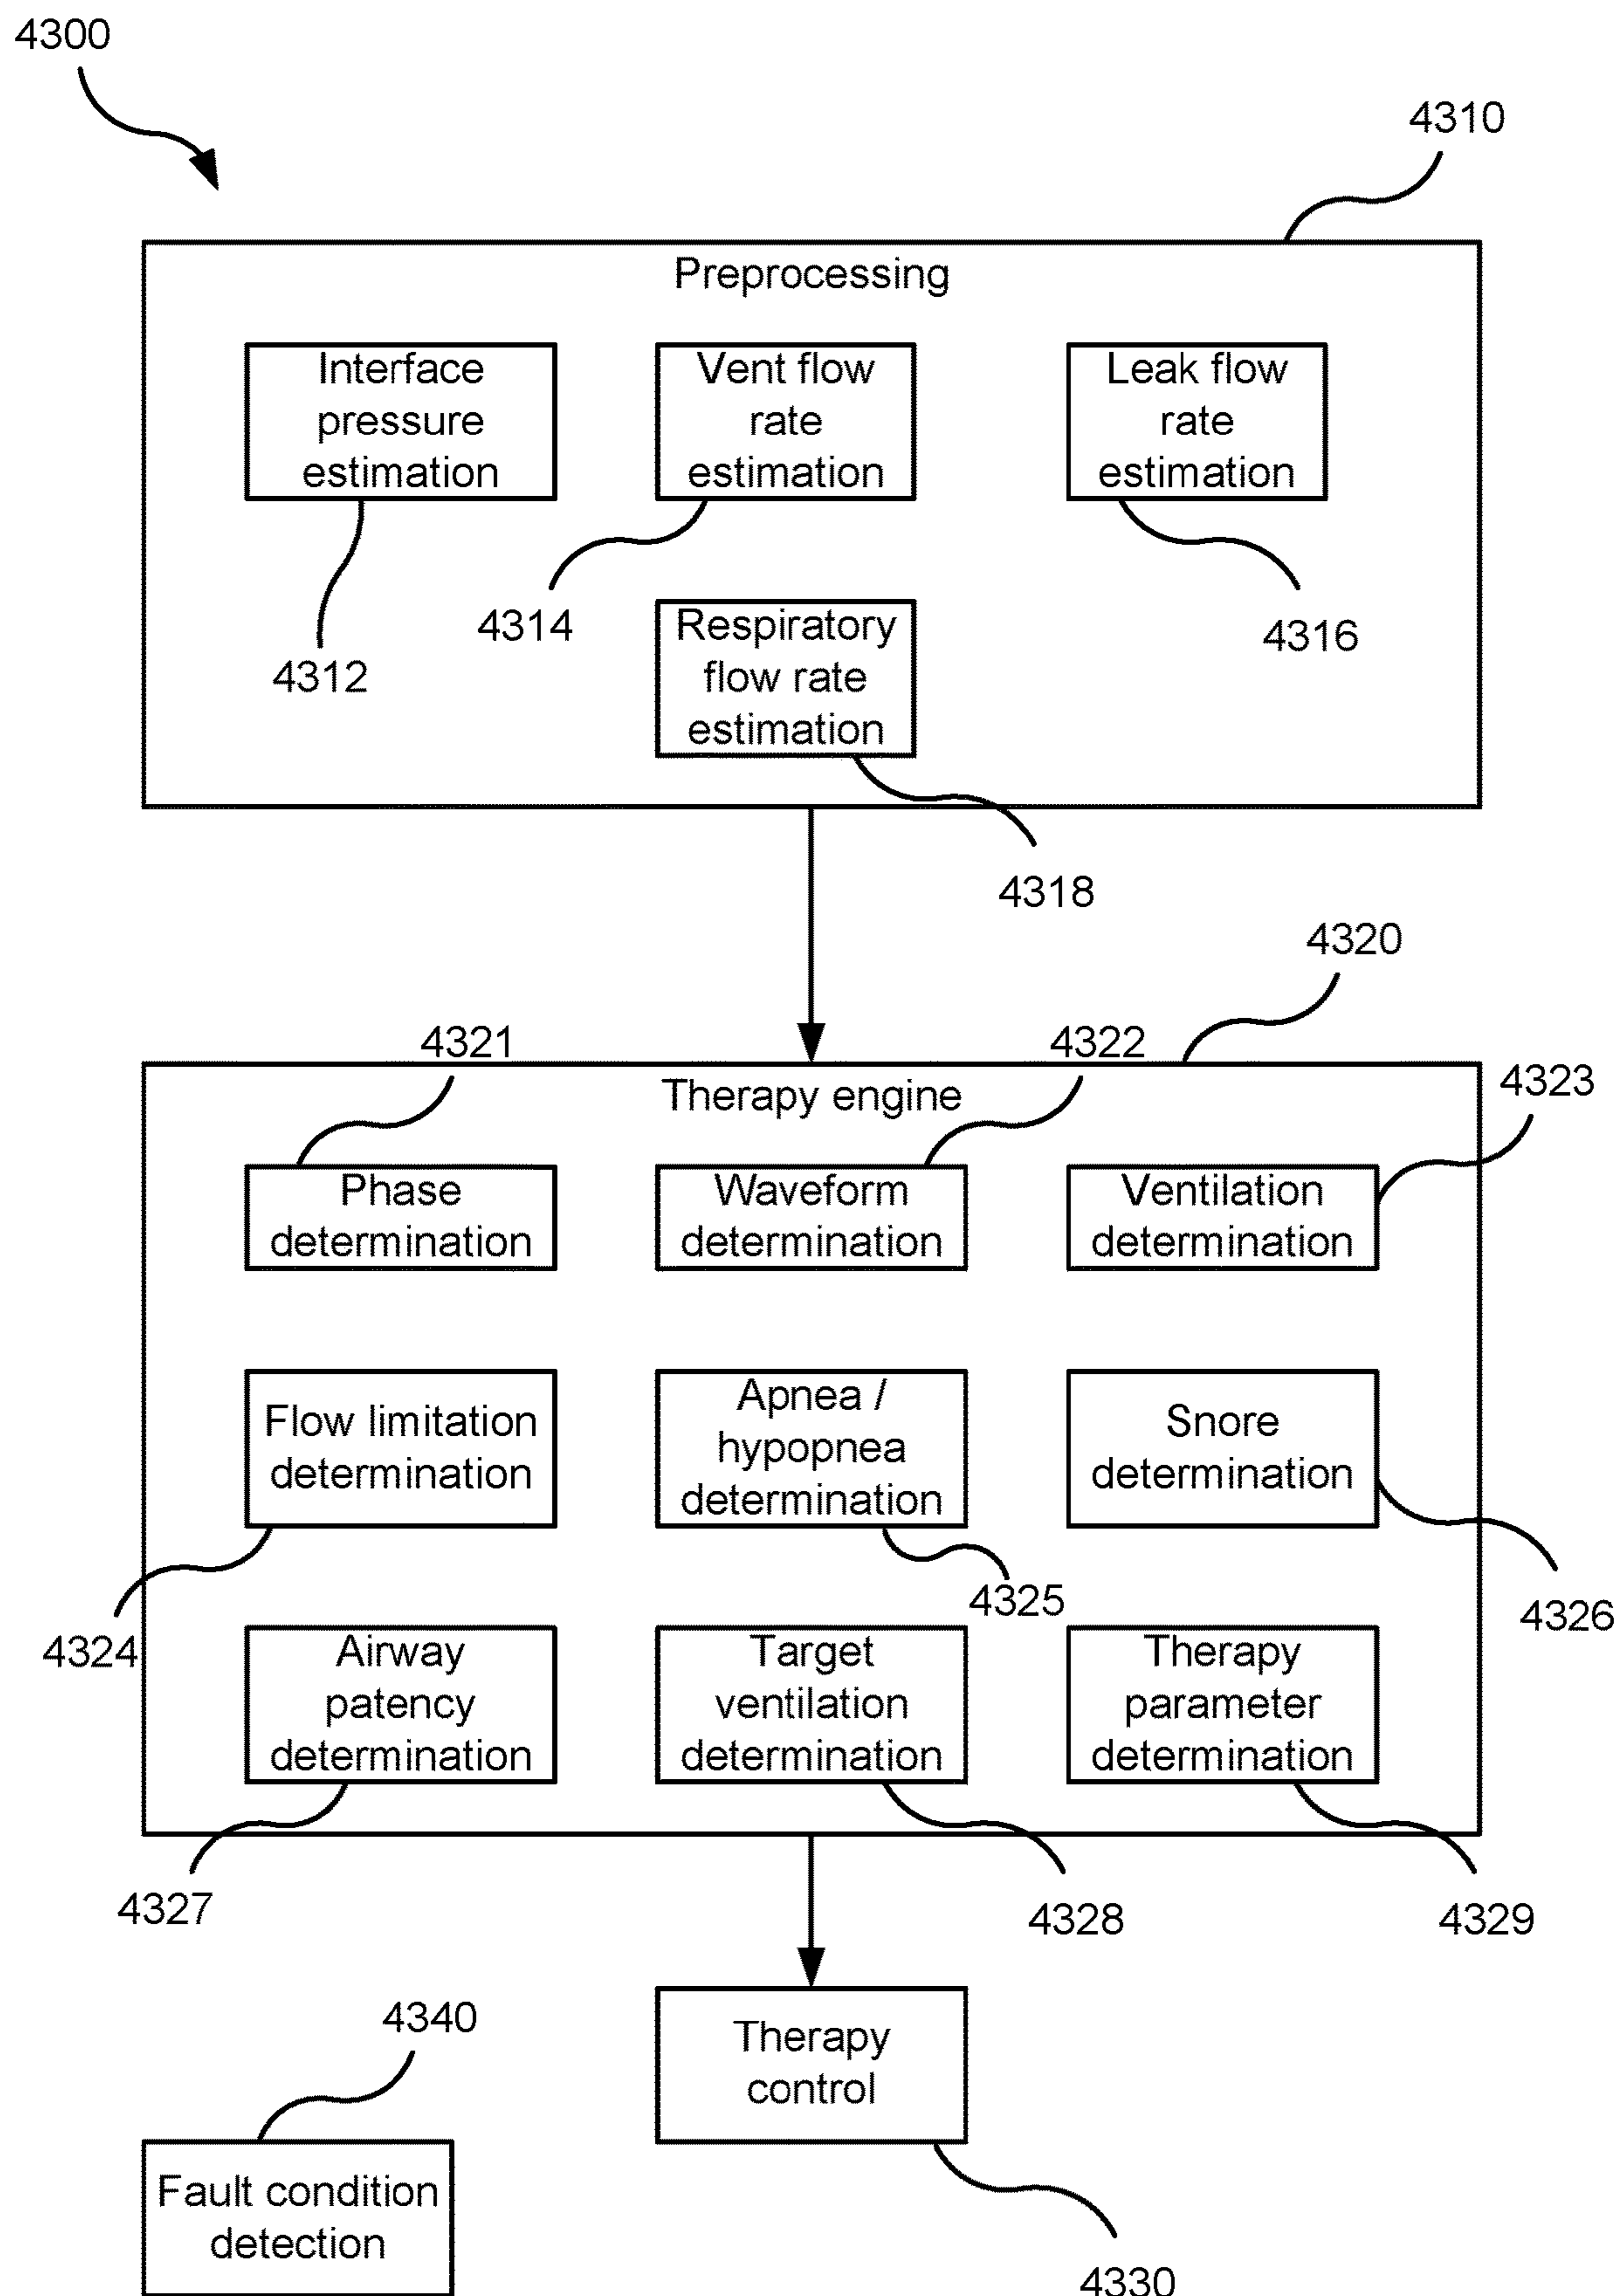 4300
4310
Preprocessing
Interface
pressure
estimation
Vent flow
rate
estimation
Leak flow
rate
estimation
4312
4314
4316
Respiratory
flow rate
estimation
4318
4320
4321
4322
4323
Therapy engine
Phase
determination
Waveform
determination
Ventilation
determination
Flow limitation
determination
Apnea /
hypopnea
determination
Snore
determination
4324
4325
4326
Airway
patency
determination
Target
ventilation
determination
Therapy
parameter
determination
4327
4328
4329
Therapy
control
4330
4340
Fault condition
detection